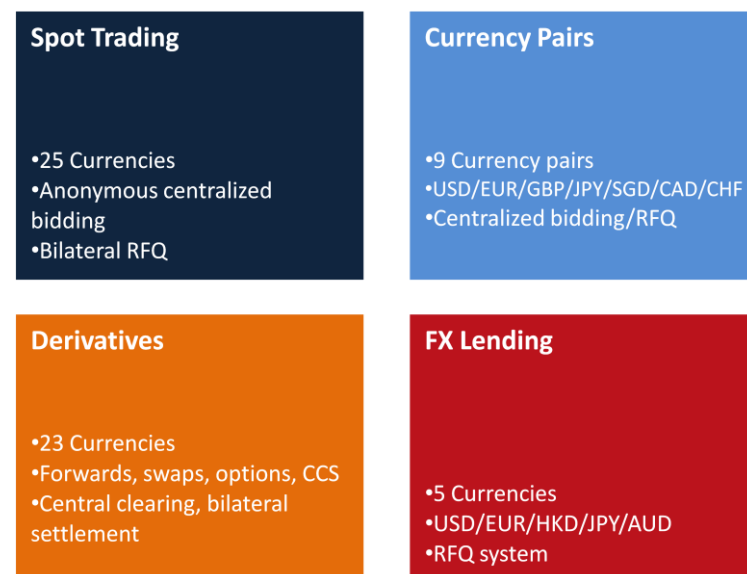 Spot Trading
•25 Currencies
•Anonymous centralized
bidding
•Bilateral RFQ
Currency Pairs
•9 Currency pairs
•USD/EUR/GBP/JPY/SGD/CAD/CHF
•Centralized bidding/RFQ
Derivatives
•23 Currencies
•Forwards, swaps, options, CCS
•Central clearing, bilateral
settlement
FX Lending
•5 Currencies
•USD/EUR/HKD/JPY/AUD
•RFQ system